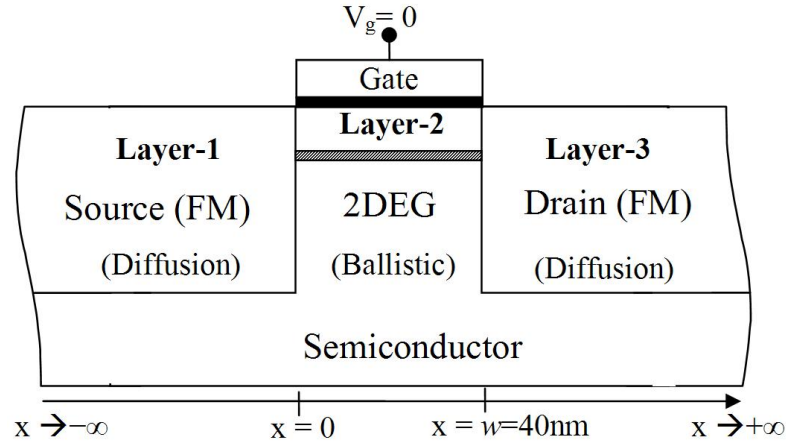 Vg= 0
Gate
Layer-1
Layer-2
Layer-3
Source (FM)
2DEG
Drain (FM)
(Diffusion)
(Ballistic)
(Diffusion)
Semiconductor
x →−∞
x = 0
x = w=40nm
x →+∞